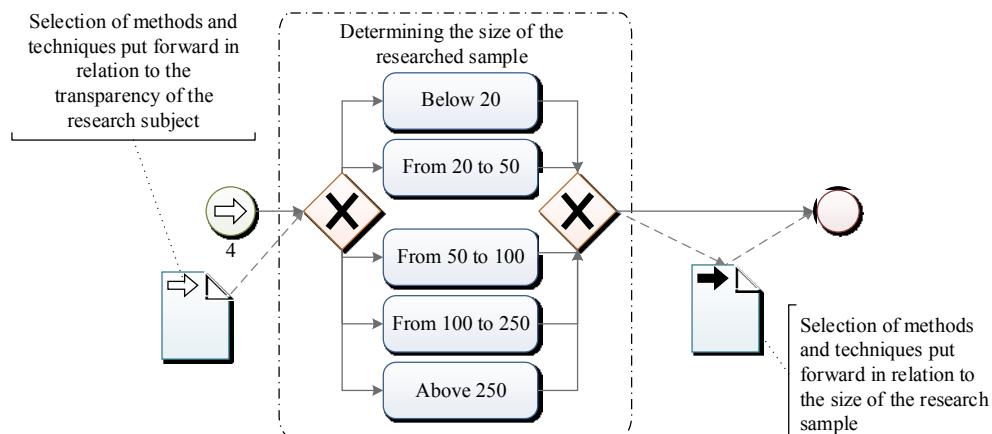 Selection of methods and
techniques put forward in
relation to the
transparency of the
research subject
Determining the size of the
researched sample
Below 20
From 20 to 50
4
From 50 to 100
From 100 to 250
Above 250
Selection of methods
and techniques put
forward in relation to
the size of the research
sample